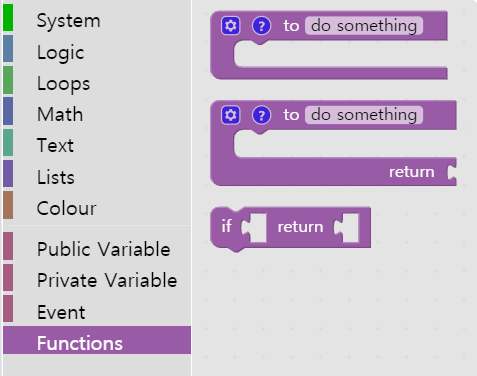 System
Logic
Loops
Math
Text
Lists
Colour
Public Variable
Private Variable
Event
Functions
? to do something
? to do something
return
if return